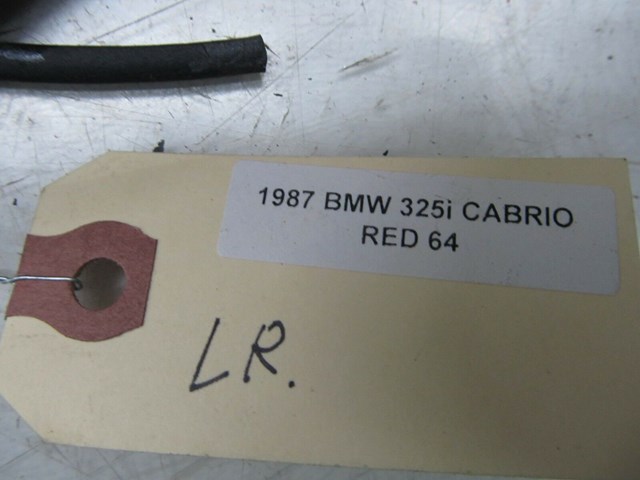 1987 BMW 325i CABRIO
RED 64
LR.